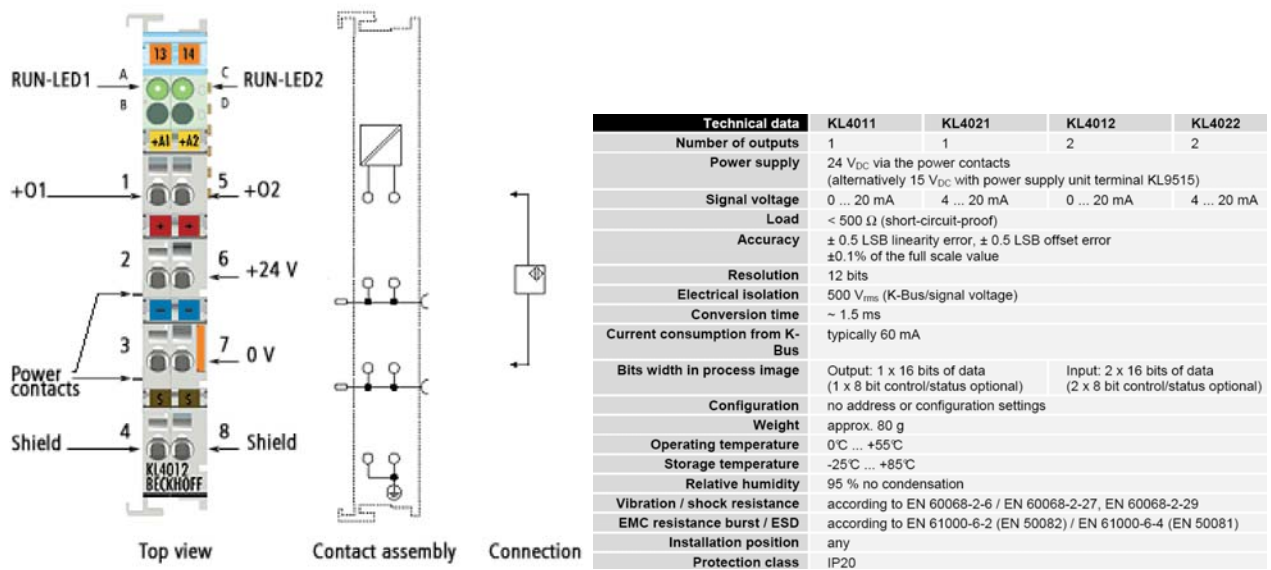 13 14
RUN-LED1 A C RUN-LED2
B D
+A1 +A2
+O1 1 5 +O2
+ +
2 6 +24 V
- -
3 7 0 V
Power
contacts
S S
Shield 4 8 Shield
KL4012
BECKHOFF
Top view Contact assembly Connection
Technical data KL4011 KL4021 KL4012 KL4022
Number of outputs 1 1 2 2
Power supply 24 VDC via the power contacts
(alternatively 15 VDC with power supply unit terminal KL9515)
Signal voltage 0 ... 20 mA 4 ... 20 mA 0 ... 20 mA 4 ... 20 mA
Load < 500 Ω (short-circuit-proof)
Accuracy ± 0.5 LSB linearity error, ± 0.5 LSB offset error
±0.1% of the full scale value
Resolution 12 bits
Electrical isolation 500 Vrms (K-Bus/signal voltage)
Conversion time ~ 1.5 ms
Current consumption from K-
Bus typically 60 mA
Bits width in process image Output: 1 x 16 bits of data Input: 2 x 16 bits of data
(1 x 8 bit control/status optional) (2 x 8 bit control/status optional)
Configuration no address or configuration settings
Weight approx. 80 g
Operating temperature 0°C ... +55°C
Storage temperature -25°C ... +85°C
Relative humidity 95 % no condensation
Vibration / shock resistance according to EN 60068-2-6 / EN 60068-2-27, EN 60068-2-29
EMC resistance burst / ESD according to EN 61000-6-2 (EN 50082) / EN 61000-6-4 (EN 50081)
Installation position any
Protection class IP20